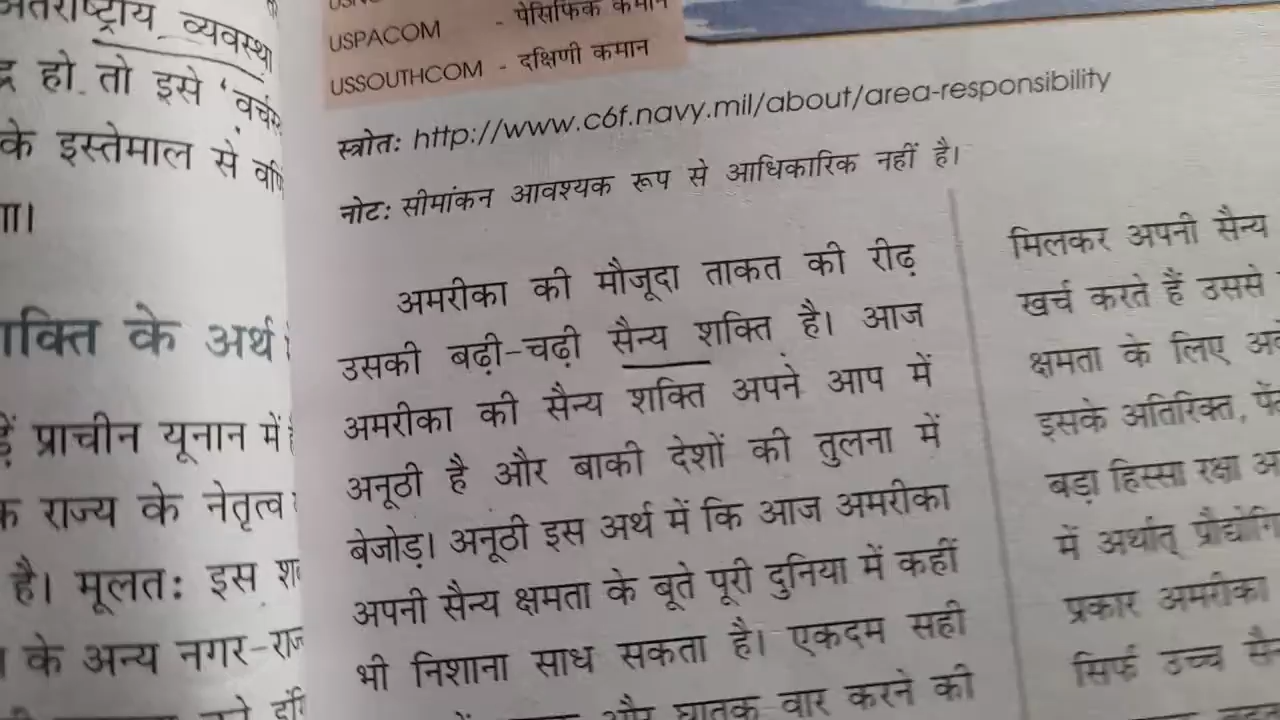 व्यवस्था
हो तो इसे
के इस्तेमाल से
क्ति के अर्थ
प्राचीन यूनान में
राज्य के नेतृत्व
है। मूलतः इस
के अन्य नगर-राज
USPACOM - पेसिफिक कमान
USSOUTHCOM - दक्षिणी कमान
स्त्रोतः http://www.c6f.navy.mil/about/area-responsibility
नोटः सीमांकन आवश्यक रूप से आधिकारिक नहीं है।
अमरीका की मौजूदा ताकत की रीढ़
उसकी बढ़ी-चढ़ी सैन्य शक्ति है। आज
अमरीका की सैन्य शक्ति अपने आप में
अनूठी है और बाकी देशों की तुलना में
बेजोड़। अनूठी इस अर्थ में कि आज अमरीका
अपनी सैन्य क्षमता के बूते पूरी दुनिया में कहीं
भी निशाना साध सकता है। एकदम सही
और घातक वार करने की
मिलकर अपनी सैन्य
खर्च करते हैं उससे
क्षमता के लिए
इसके अतिरिक्त,
बड़ा हिस्सा रक्षा
में अर्थात्
प्रकार अमरीका
सिर्फ उच्च